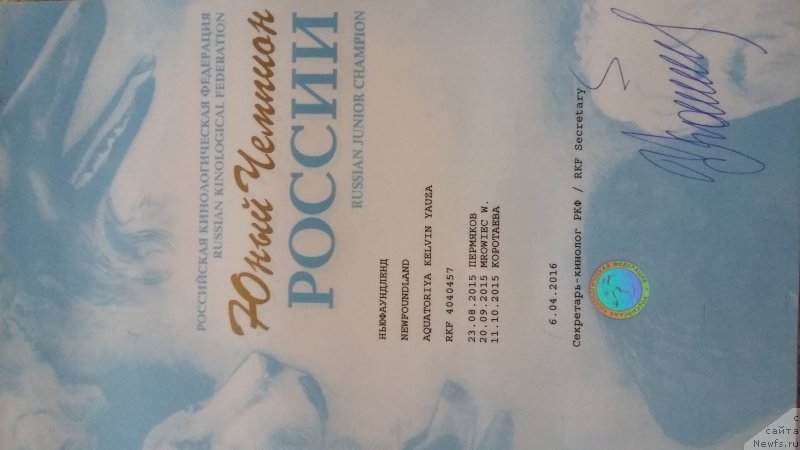 РОССИЙСКАЯ КИНОЛОГИЧЕСКАЯ ФЕДЕРАЦИЯ
RUSSIAN KINOLOGICAL FEDERATION
Юный Чемпион
РОССИИ
RUSSIAN JUNIOR CHAMPION
НЬЮФАУНДЛЕНД
NEWFOUNDLAND
AQUATORIYA KELVIN YAUZA
RKF 4040457
23.08.2015 ПЕРМЯКОВ
20.09.2015 MROWIEC W.
11.10.2015 КОРОТАЕВА
6.04.2016
Секретарь-кинолог РКФ / RKF Secretary
с
сайта
Newfs.ru